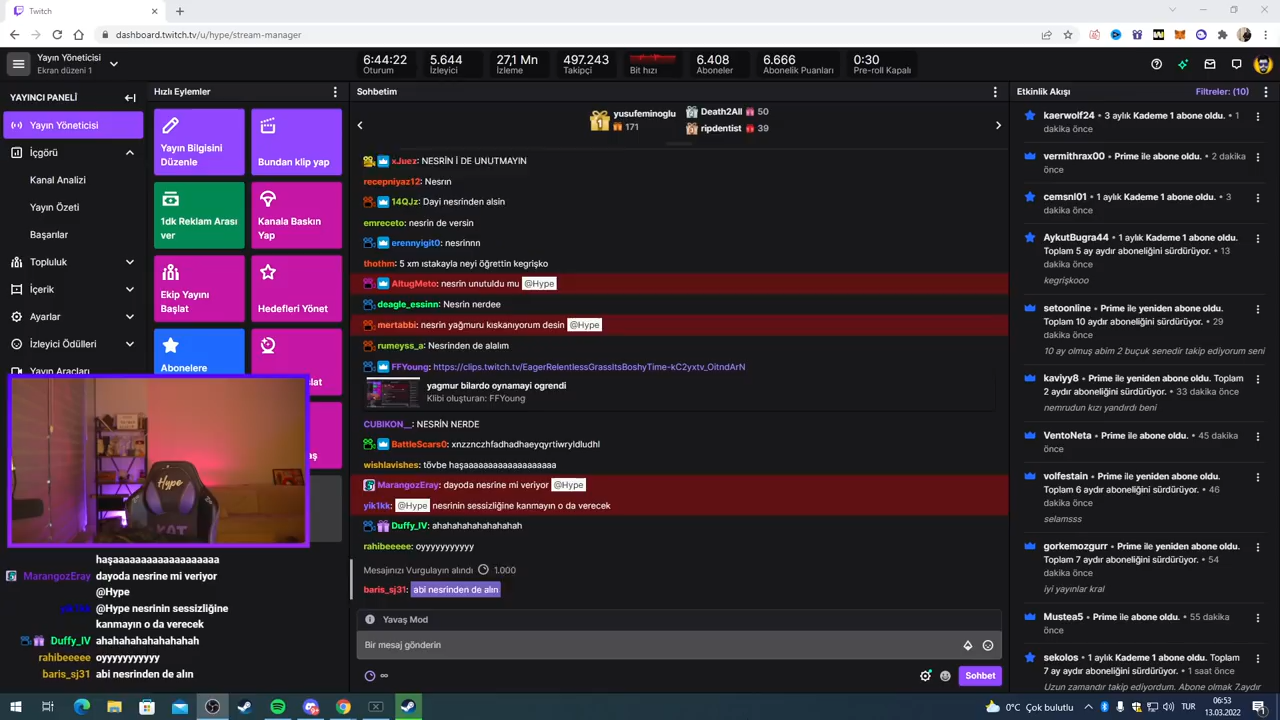 Twitch
dashboard.twitch.tv/u/hype/stream-manager
Yayın Yöneticisi
Ekran düzeni 1
6:44:22
Oturum
5.644
İzleyici
27,1 Mn
İzleme
497.243
Takipçi
Bit hızı
6.408
Aboneler
6.666
Abonelik Puanları
0:30
Pre-roll Kapalı
YAYINCI PANELİ
Yayın Yöneticisi
İçgörü
Kanal Analizi
Yayın Özeti
Başarılar
Topluluk
İçerik
Ayarlar
İzleyici Ödülleri
Yayın Araçları
Hızlı Eylemler
Yayın Bilgisini
Düzenle
Bundan klip yap
1dk Reklam Arası
ver
Kanala Baskın
Yap
Ekip Yayını
Başlat
Hedefleri Yönet
Abonelere
Hype
KAT
haşaaaaaaaaaaaaaaaaaaaa
MarangozEray dayoda nesrine mi veriyor
@Hype
yik1kk @Hype nesrinin sessizliğine
kanmayın o da verecek
Duffy_IV ahahahahahahahahah
rahibeeeee oyyyyyyyyyyy
baris_sj31 abi nesrinden de alın
Sohbetim
1 yusufeminoglu
171
Death2All 50
ripdentist 39
xJuez: NESRİN İ DE UNUTMAYIN
recepniyaz12: Nesrın
14QJz: Dayi nesrinden alsin
emreceto: nesrin de versin
erennyigit0: nesrinnn
thothm: 5 xm ıstakayla neyi öğrettin kegrişko
AltugMeto: nesrin unutuldu mu @Hype
deagle_essinn: Nesrin nerdee
mertabbi: nesrin yağmuru kıskanıyorum desin @Hype
rumeyss_a: Nesrinden de alalım
FFYoung: https://clips.twitch.tv/EagerRelentlessGrassItsBoshyTime-kC2yxtv_OitndArN
yagmur bilardo oynamayi ogrendi
Klibi oluşturan: FFYoung
CUBIKON__: NESRİN NERDE
BattleScars0: xnzznczhfadhadhaeyqyrtiwryldludhl
wishlavishes: tövbe haşaaaaaaaaaaaaaaaaaaaa
MarangozEray: dayoda nesrine mi veriyor @Hype
yik1kk: @Hype nesrinin sessizliğine kanmayın o da verecek
Duffy_IV: ahahahahahahahahah
rahibeeeee: oyyyyyyyyyyy
Mesajınızı Vurgulayın alındı 1.000
baris_sj31: abi nesrinden de alın
Yavaş Mod
Bir mesaj gönderin
∞
Sohbet
Etkinlik Akışı
Filtreler: (10)
kaerwolf24 • 3 aylık Kademe 1 abone oldu. • 1
dakika önce
vermithrax00 • Prime ile abone oldu. • 2 dakika
önce
cemsnl01 • 1 aylık Kademe 1 abone oldu. • 3
dakika önce
AykutBugra44 • 1 aylık Kademe 1 abone oldu.
Toplam 5 ay aydır aboneliğini sürdürüyor. • 13
dakika önce
kegrişkooo
setoonline • Prime ile yeniden abone oldu.
Toplam 10 aydır aboneliğini sürdürüyor. • 29
dakika önce
10 ay olmuş abim 2 buçuk senedir takip ediyorum seni
kaviyy8 • Prime ile yeniden abone oldu. Toplam
2 aydır aboneliğini sürdürüyor. • 33 dakika önce
nemrudun kızı yandırdı beni
VentoNeta • Prime ile abone oldu. • 45 dakika
önce
volfestain • Prime ile yeniden abone oldu.
Toplam 6 aydır aboneliğini sürdürüyor. • 46
dakika önce
selamsss
gorkemozgurr • Prime ile yeniden abone oldu.
Toplam 7 aydır aboneliğini sürdürüyor. • 54
dakika önce
iyi yayınlar kral
Mustea5 • Prime ile abone oldu. • 55 dakika
önce
sekolos • 1 aylık Kademe 1 abone oldu. Toplam
7 ay aydır aboneliğini sürdürüyor. • 1 saat önce
Uzun zamandır takip ediyordum. Abone olmak 7.aydır
0°C Çok bulutlu
TUR
06:53
13.03.2022
1